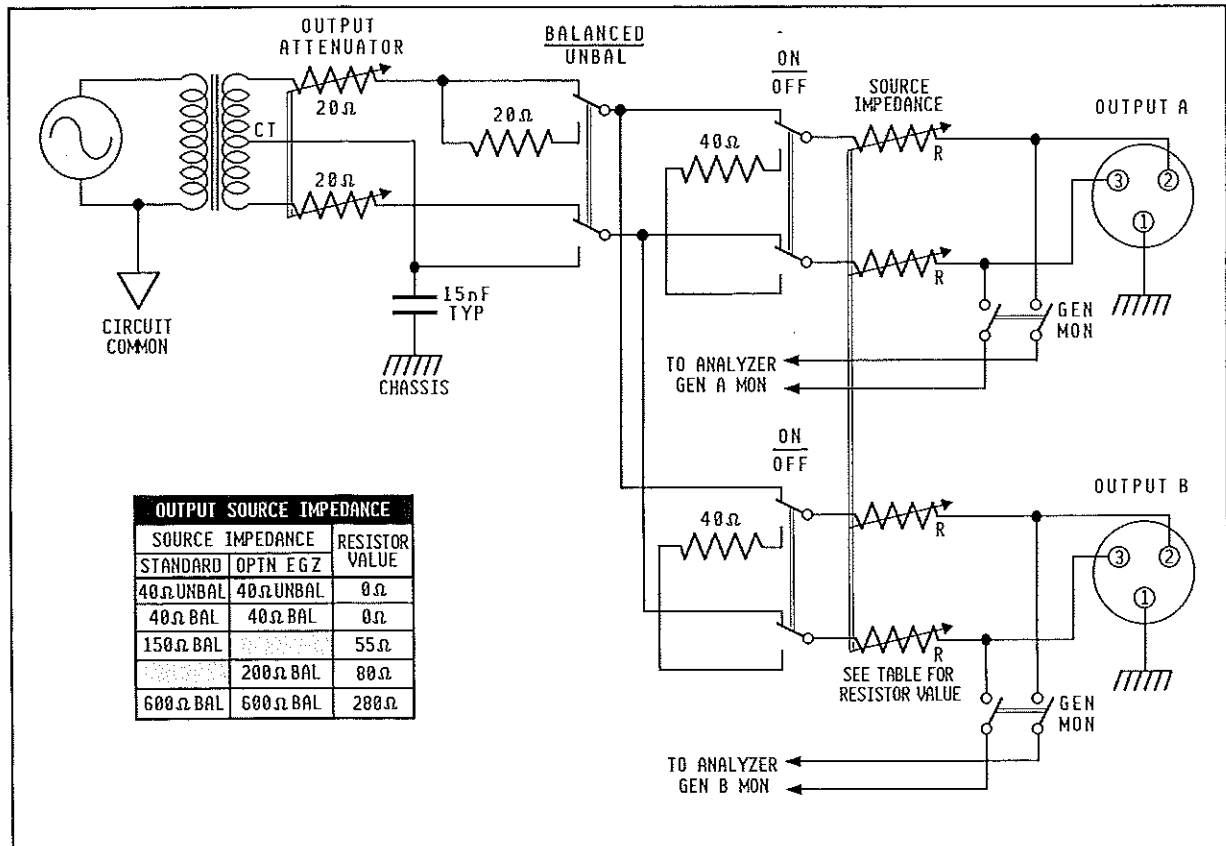 OUTPUT
ATTENUATOR
20Ω
CT
20Ω
20Ω
BALANCED
UNBAL
ON
OFF
40Ω
SOURCE
IMPEDANCE
R
R
OUTPUT A
3
2
1
GEN
MON
TO ANALYZER
GEN A MON
CIRCUIT
COMMON
15nF
TYP
CHASSIS
ON
OFF
40Ω
R
R
SEE TABLE FOR
RESISTOR VALUE
OUTPUT B
3
2
1
GEN
MON
TO ANALYZER
GEN B MON
OUTPUT SOURCE IMPEDANCE
SOURCE IMPEDANCE RESISTOR VALUE
STANDARD OPTN EGZ
40Ω UNBAL 40Ω UNBAL 0Ω
40Ω BAL 40Ω BAL 0Ω
150Ω BAL 55Ω
200Ω BAL 80Ω
600Ω BAL 600Ω BAL 280Ω